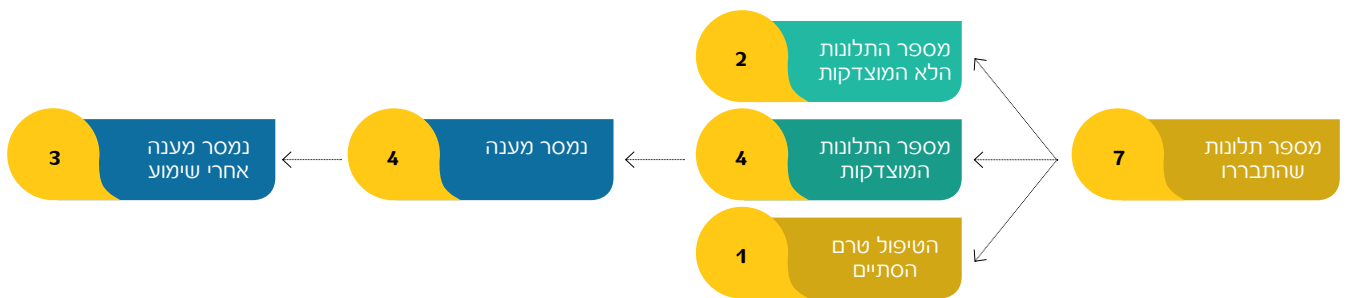 מספר תלונות
שהתבררו
7
מספר התלונות
הלא המוצדקות
2
מספר התלונות
המוצדקות
4
הטיפול טרם
הסתיים
1
נמסר מענה
4
נמסר מענה
אחרי שימוע
3